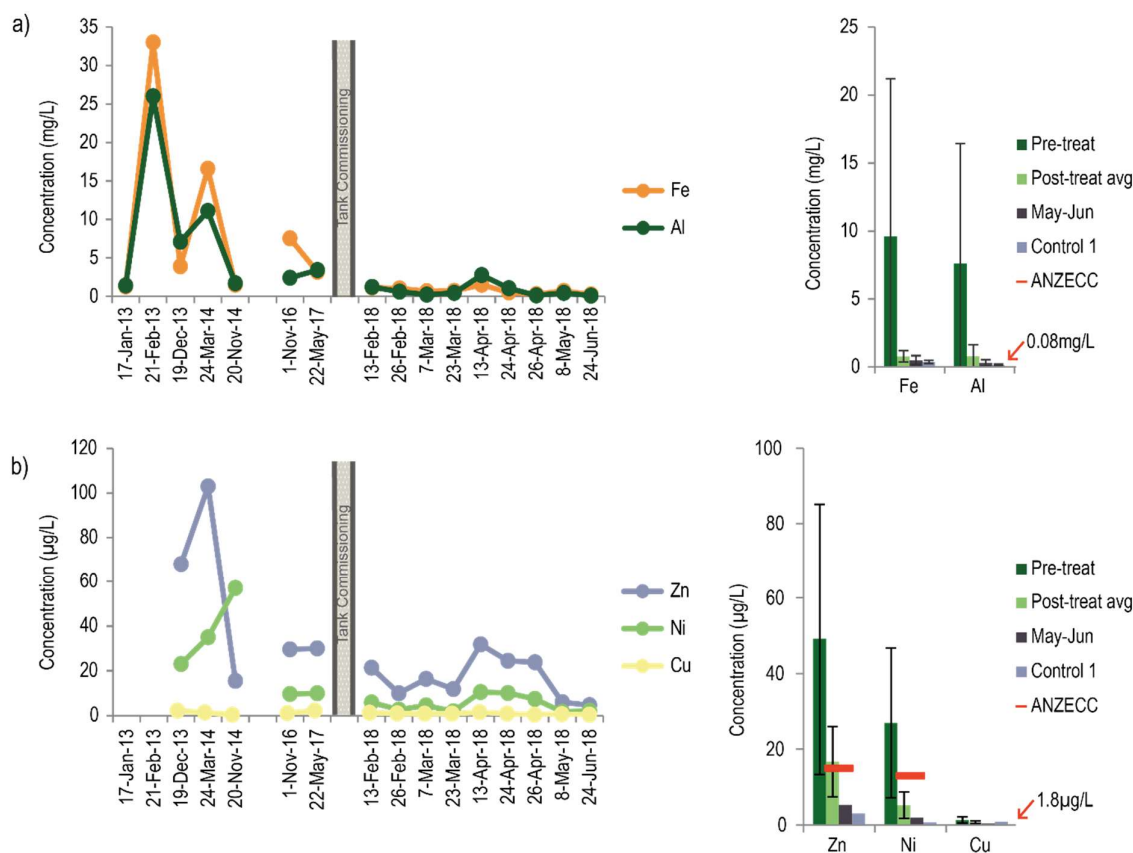 a)
Concentration (mg/L)
35
30
25
20
15
10
5
0
Tank Commissioning
17-Jan-13
21-Feb-13
19-Dec-13
24-Mar-14
20-Nov-14
1-Nov-16
22-May-17
13-Feb-18
26-Feb-18
7-Mar-18
23-Mar-18
13-Apr-18
24-Apr-18
26-Apr-18
8-May-18
24-Jun-18
Fe
Al
Concentration (mg/L)
25
20
15
10
5
0
Fe
Al
Pre-treat
Post-treat avg
May-Jun
Control 1
ANZECC
0.08mg/L
b)
Concentration (µg/L)
120
100
80
60
40
20
0
Tank Commissioning
17-Jan-13
21-Feb-13
19-Dec-13
24-Mar-14
20-Nov-14
1-Nov-16
22-May-17
13-Feb-18
26-Feb-18
7-Mar-18
23-Mar-18
13-Apr-18
24-Apr-18
26-Apr-18
8-May-18
24-Jun-18
Zn
Ni
Cu
Concentration (µg/L)
100
80
60
40
20
0
Zn
Ni
Cu
Pre-treat
Post-treat avg
May-Jun
Control 1
ANZECC
1.8µg/L